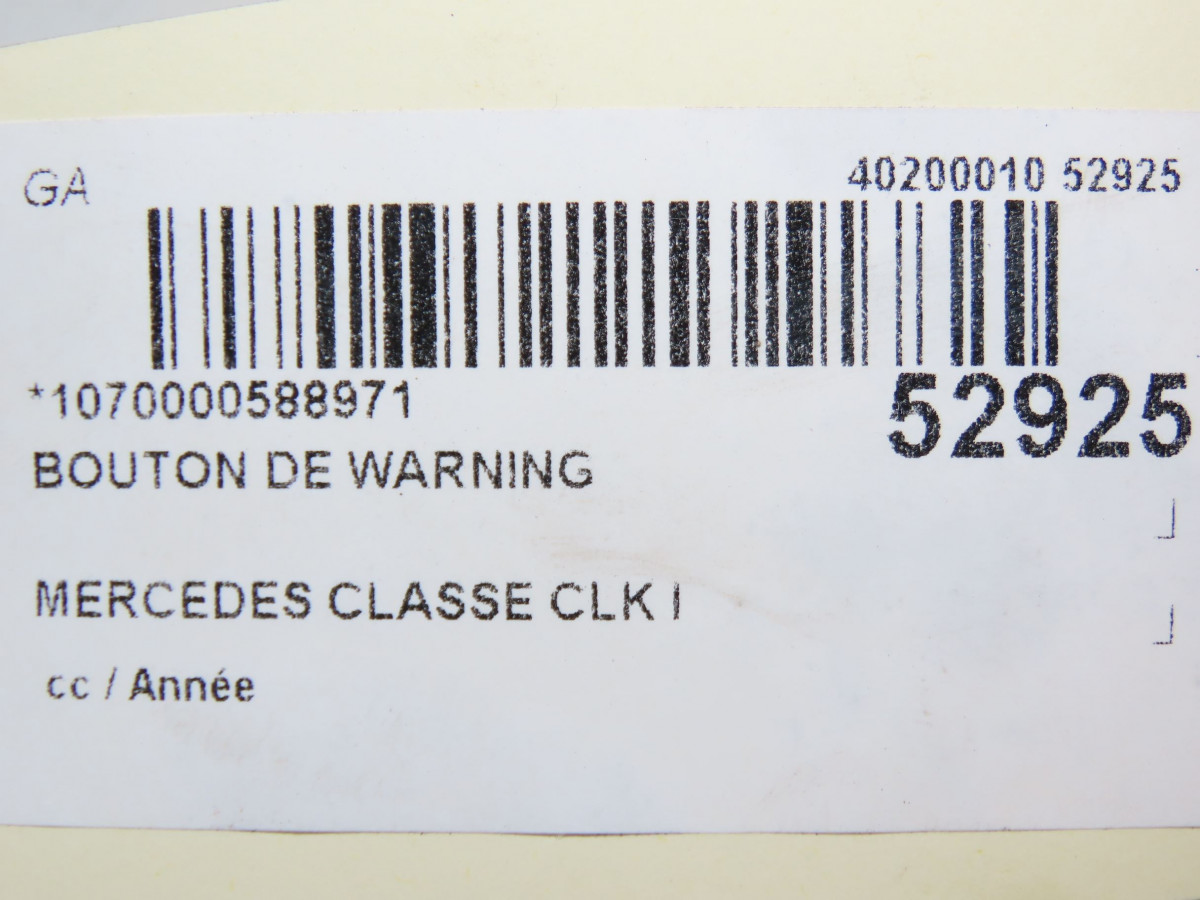 GA
40200010 52925
*1070000588971
52925
BOUTON DE WARNING
MERCEDES CLASSE CLK I
cc / Année